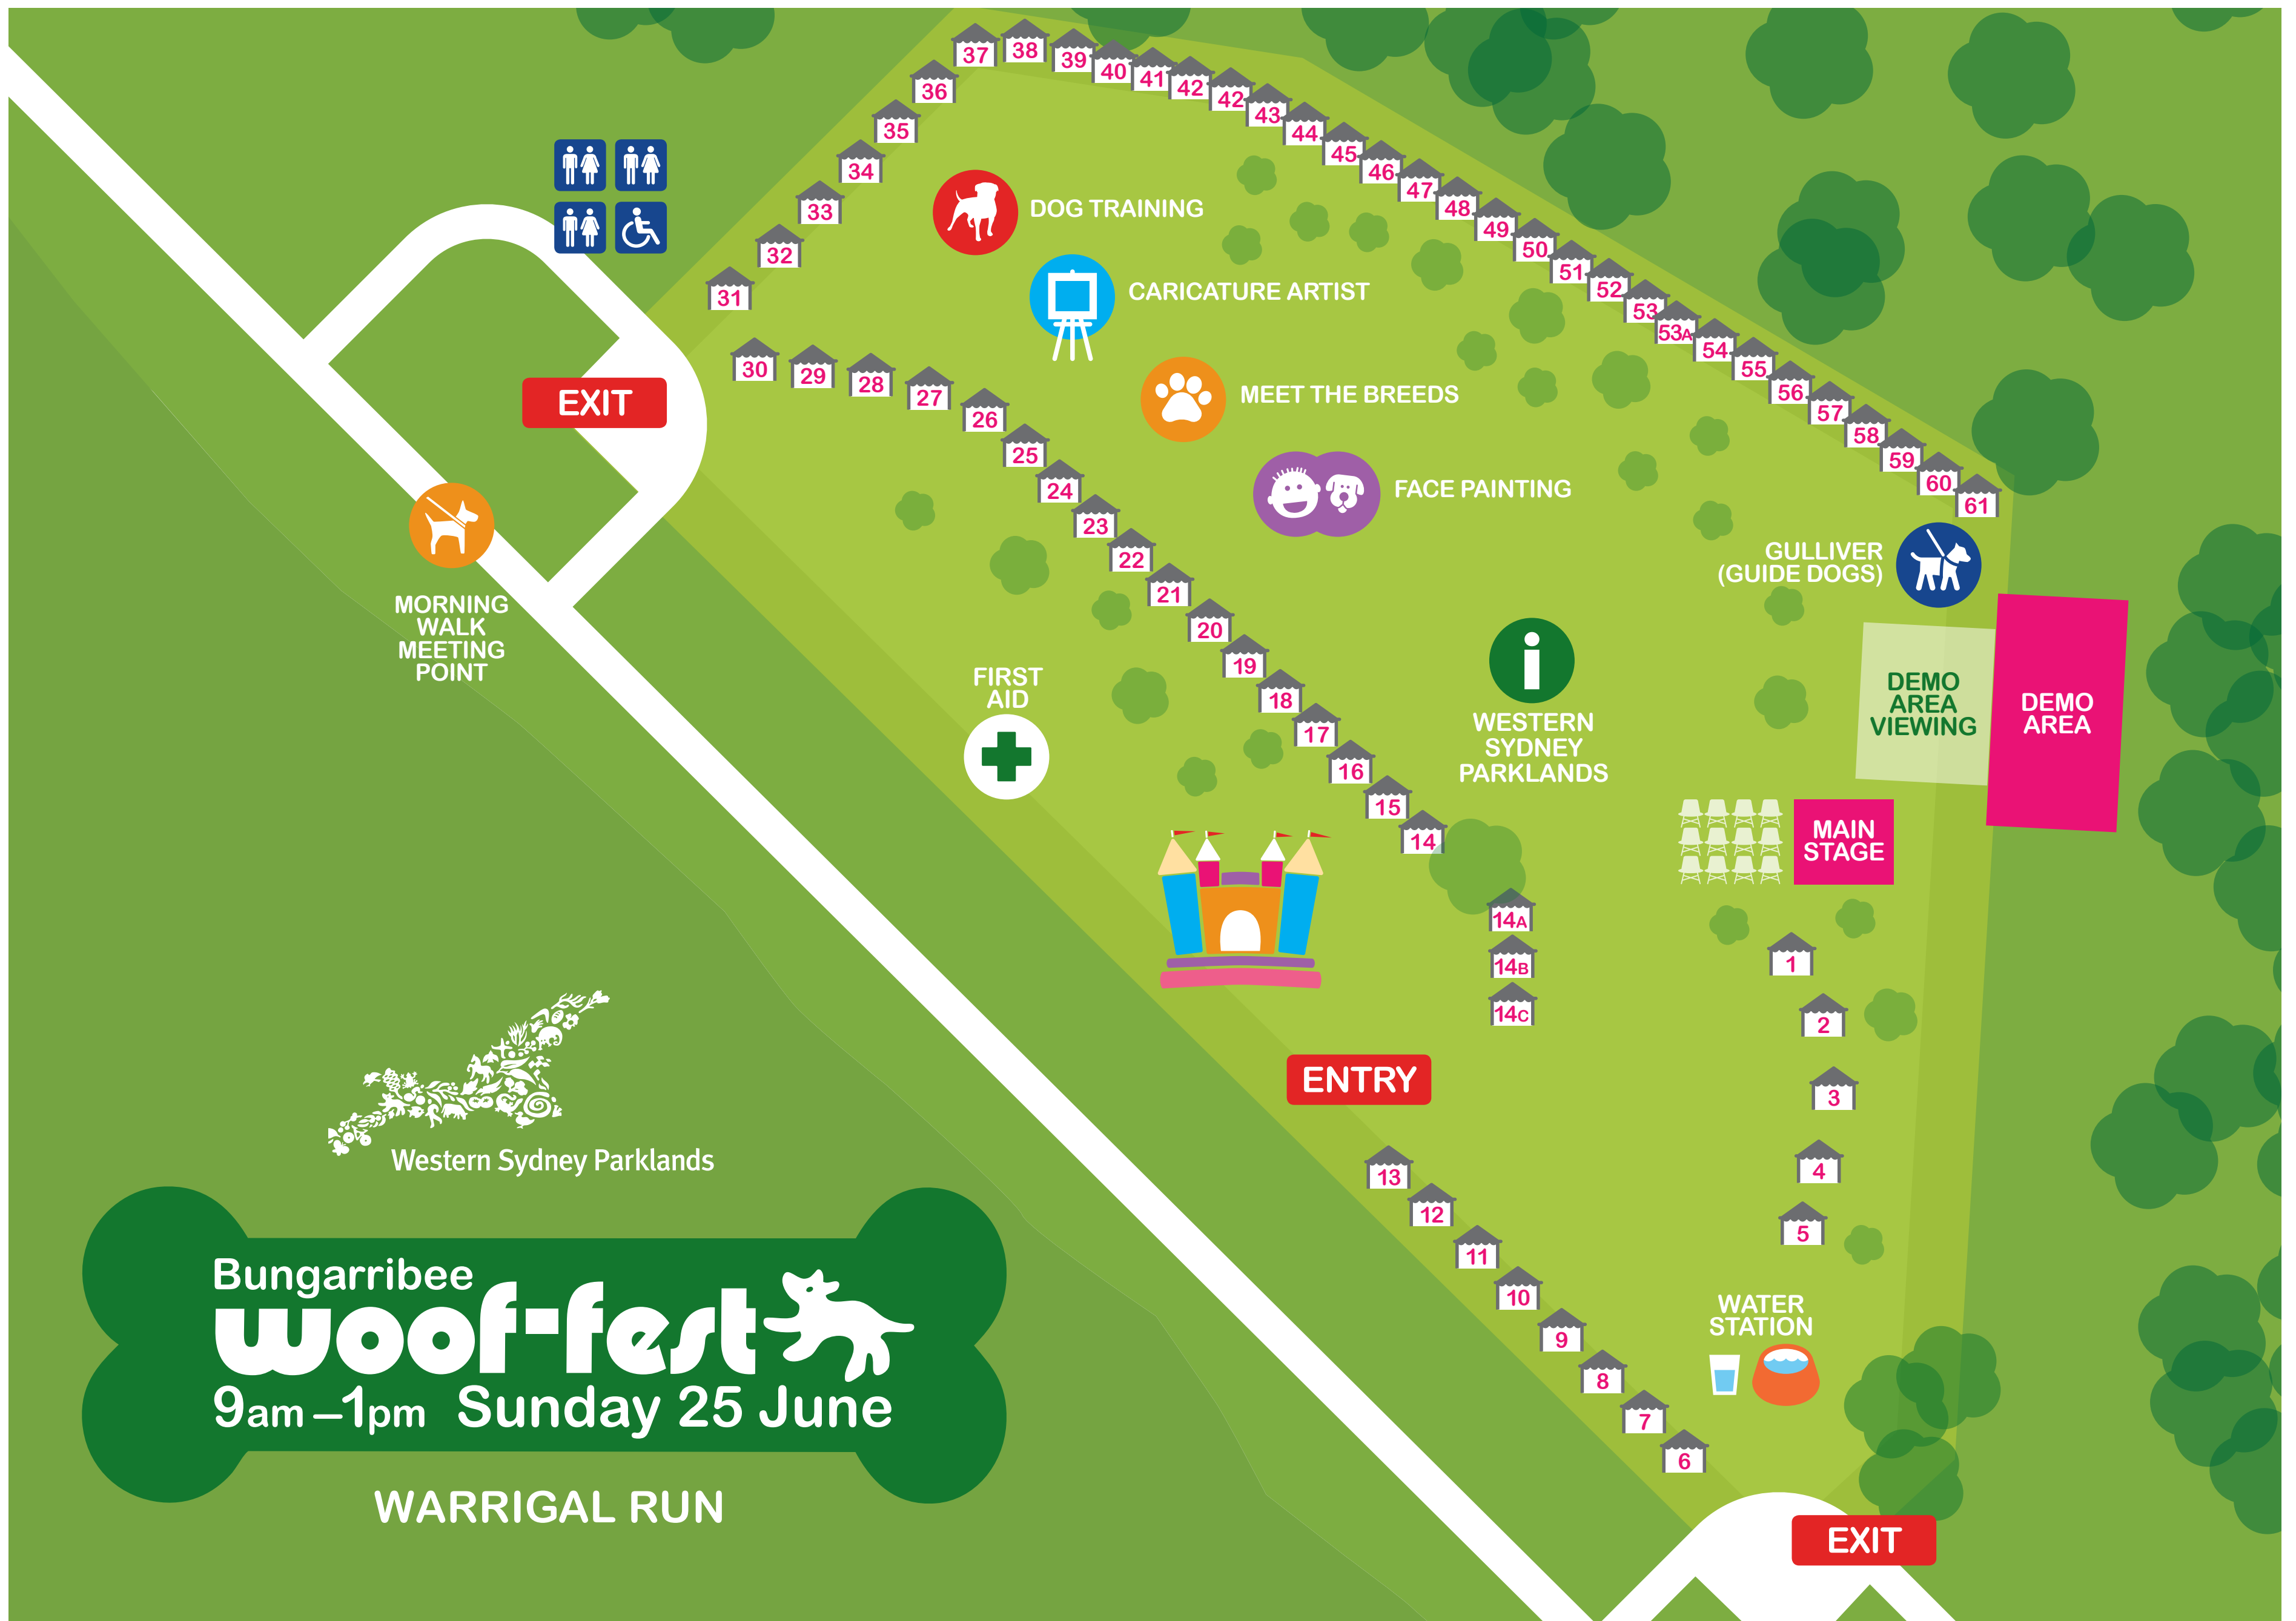 37
38
39
40
41
42
42
43
44
45
46
47
48
49
50
51
52
53
53A
54
55
56
57
58
59
60
61
36
35
34
33
32
31
30
29
28
27
26
25
24
23
22
21
20
19
18
17
16
15
14
14A
14B
14C
DOG TRAINING
CARICATURE ARTIST
MEET THE BREEDS
FACE PAINTING
GULLIVER
(GUIDE DOGS)
EXIT
MORNING
WALK
MEETING
POINT
FIRST
AID
WESTERN
SYDNEY
PARKLANDS
DEMO
AREA
VIEWING
DEMO
AREA
MAIN
STAGE
1
2
3
4
5
ENTRY
13
12
11
10
9
8
7
6
WATER
STATION
EXIT
Western Sydney Parklands
Bungarribee
woof-fest
9am – 1pm Sunday 25 June
WARRIGAL RUN